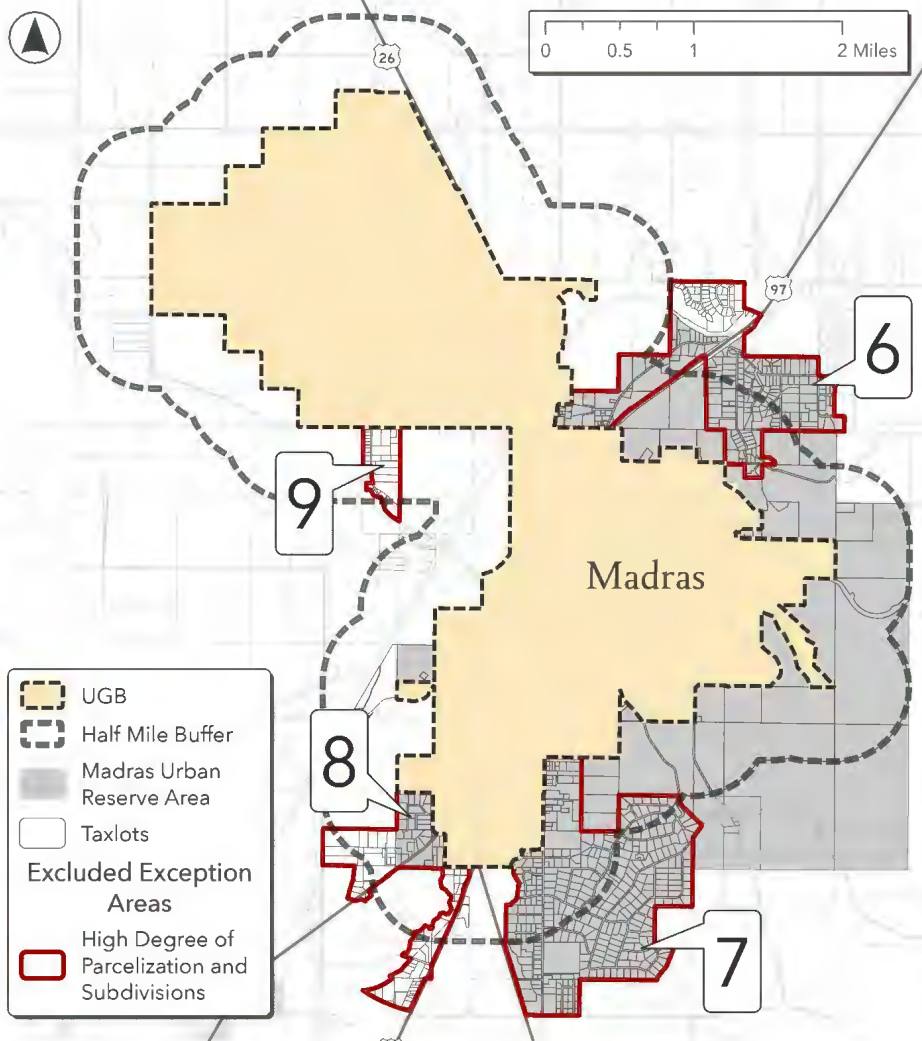 26
0 0.5 1 2 Miles
97
6
9
Madras
UGB
Half Mile Buffer
Madras Urban
Reserve Area
Taxlots
Excluded Exception
Areas
High Degree of
Parcelization and
Subdivisions
8
7